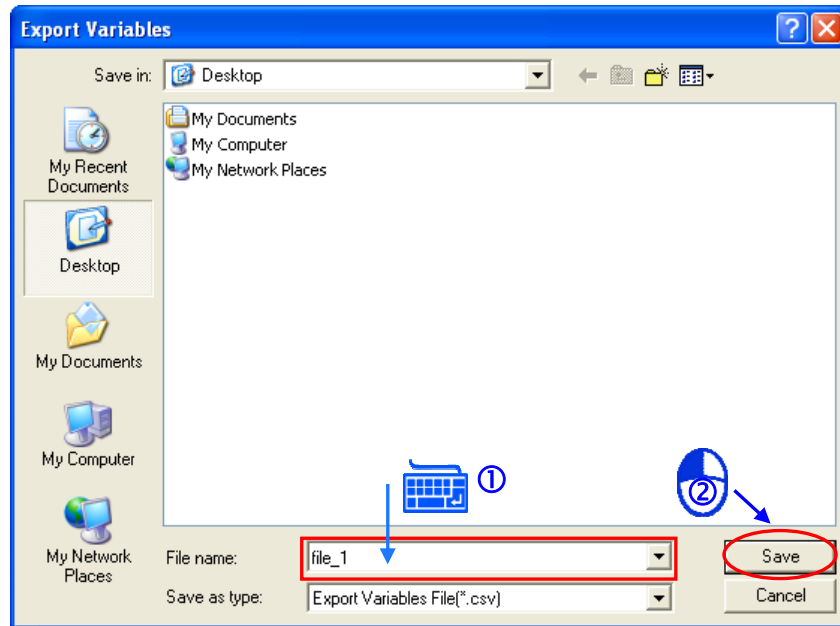 Export Variables
Save in: Desktop
My Documents
My Computer
My Network Places
My Recent
Documents
Desktop
My Documents
My Computer
My Network
Places
①
②
File name: file_1
Save
Save as type: Export Variables File(*.csv)
Cancel